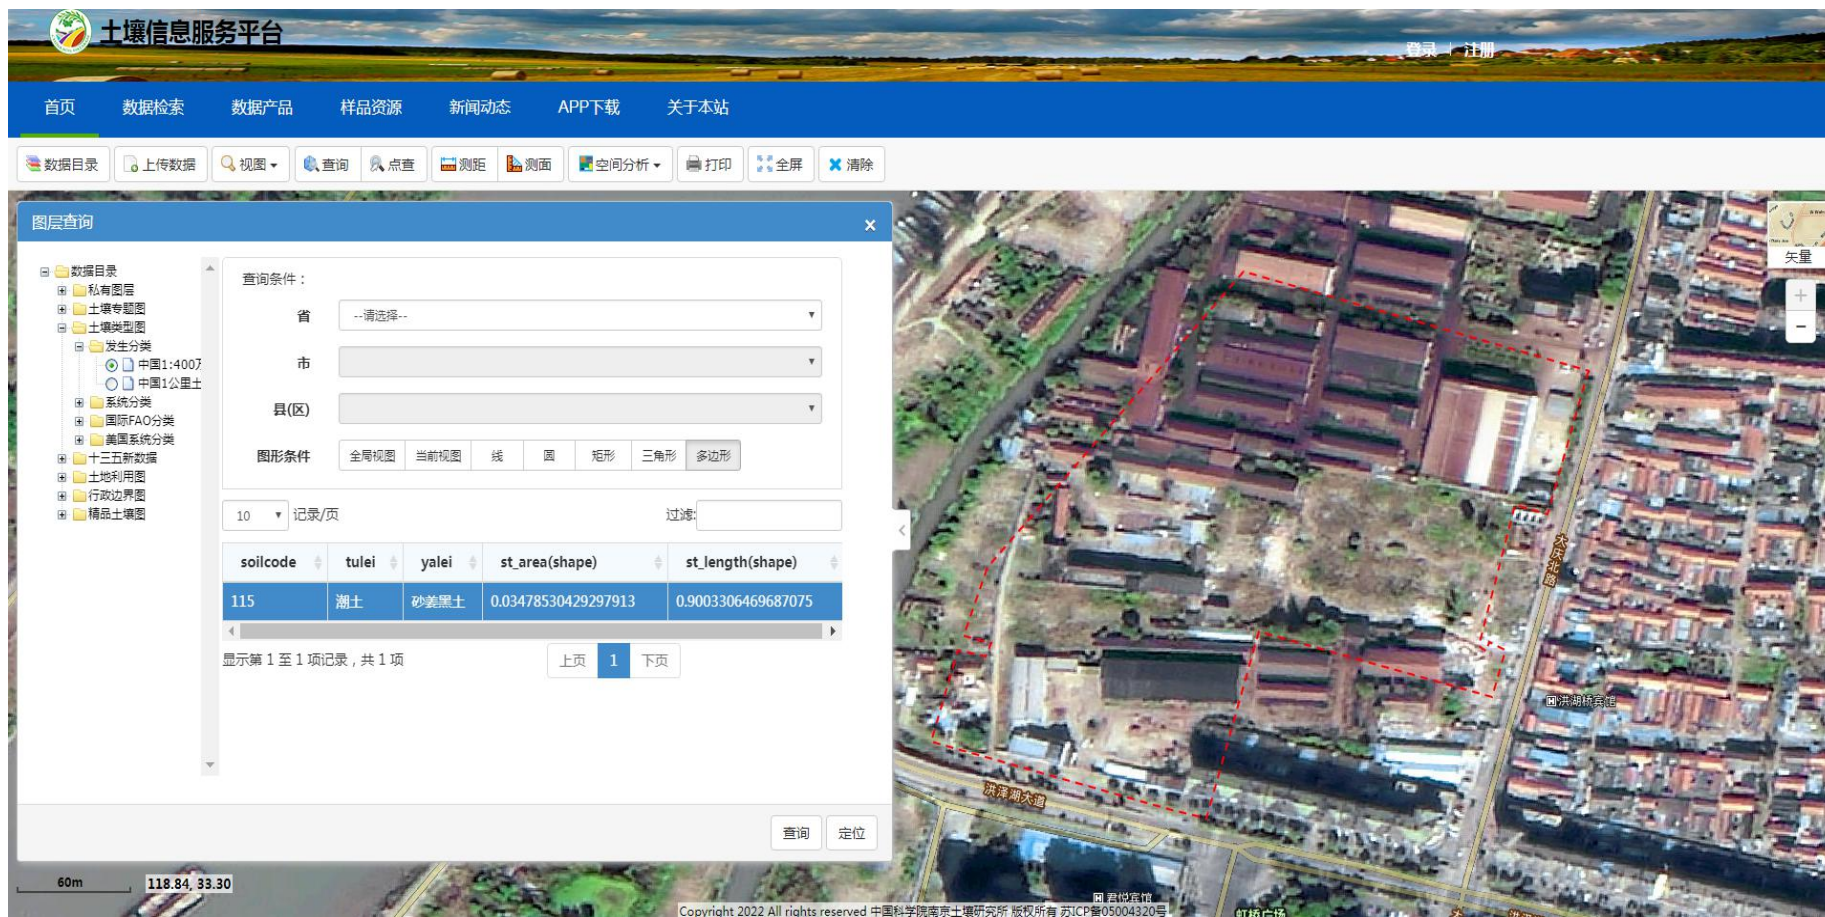 土壤信息服务平台
登录 | 注册
首页 数据检索 数据产品 样品资源 新闻动态 APP下载 关于本站
数据目录 上传数据 视图 查询 点查 测距 测面 空间分析 打印 全屏 清除
图层查询 ×
数据目录
私有图层
土壤专题图
土壤类型图
发生分类
中国1:400万
中国1公里土
系统分类
国际FAO分类
美国系统分类
十三五新数据
土地利用图
行政边界图
精品土壤图
查询条件：
省 --请选择--
市
县(区)
图形条件 全局视图 当前视图 线 圆 矩形 三角形 多边形
10 记录/页 过滤:
soilcode tulei yalei st_area(shape) st_length(shape)
115 潮土 砂姜黑土 0.03478530429297913 0.9003306469687075
显示第 1 至 1 项记录，共 1 项 上页 1 下页
查询 定位
矢量
+
−
大庆北路
洪湖桥宾馆
洪泽湖大道
君悦宾馆
虹桥广场
60m 118.84, 33.30
Copyright 2022 All rights reserved 中国科学院南京土壤研究所 版权所有 苏ICP备05004320号